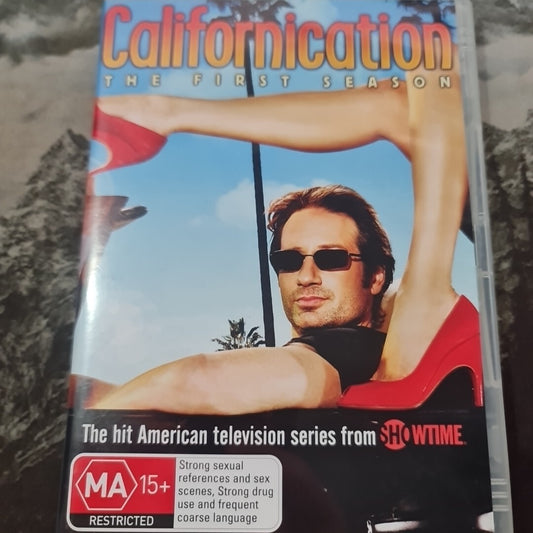 Californication
THE FIRST SEASON
The hit American television series from SHOWTIME
MA 15+
RESTRICTED
Strong sexual
references and sex
scenes, Strong drug
use and frequent
coarse language